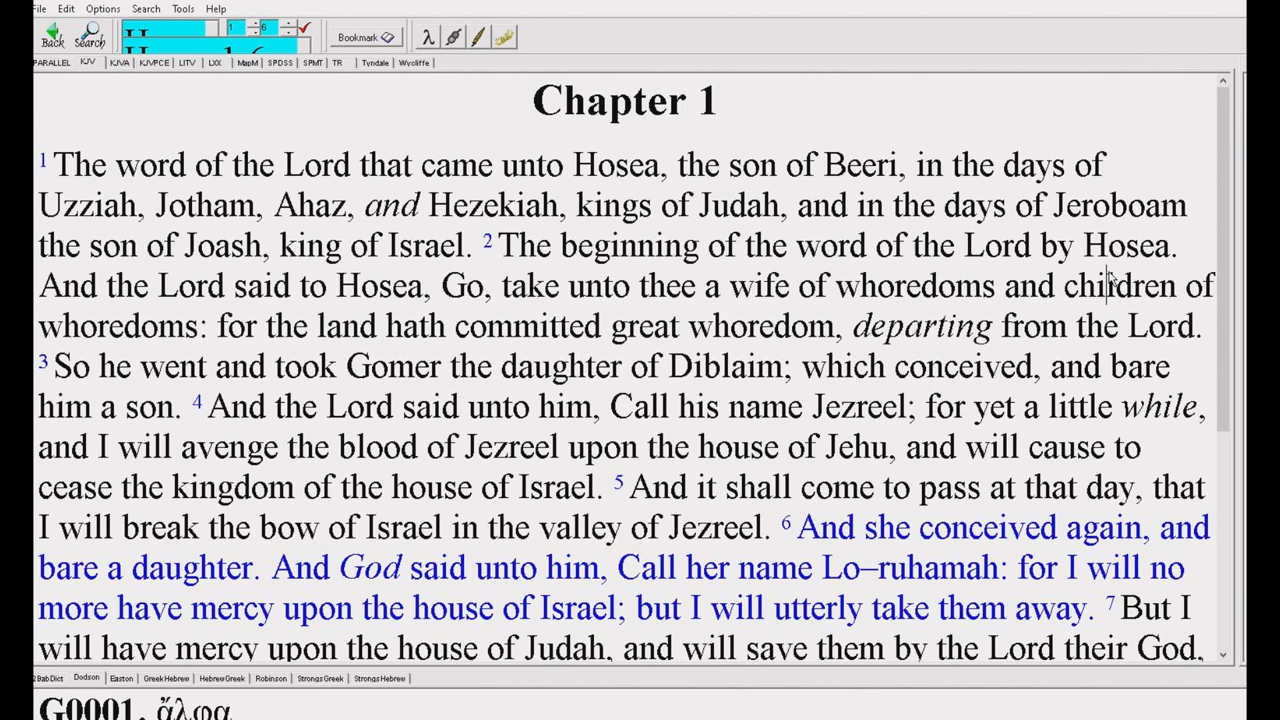 File Edit Options Search Tools Help
Back Search 1 6 Bookmark λ
PARALLEL KJV KJVA KJVPCE LITV LXX MapM SPDSS SPMT TR Tyndale Wycliffe
Chapter 1
1 The word of the Lord that came unto Hosea, the son of Beeri, in the days of
Uzziah, Jotham, Ahaz, and Hezekiah, kings of Judah, and in the days of Jeroboam
the son of Joash, king of Israel. 2 The beginning of the word of the Lord by Hosea.
And the Lord said to Hosea, Go, take unto thee a wife of whoredoms and children of
whoredoms: for the land hath committed great whoredom, departing from the Lord.
3 So he went and took Gomer the daughter of Diblaim; which conceived, and bare
him a son. 4 And the Lord said unto him, Call his name Jezreel; for yet a little while,
and I will avenge the blood of Jezreel upon the house of Jehu, and will cause to
cease the kingdom of the house of Israel. 5 And it shall come to pass at that day, that
I will break the bow of Israel in the valley of Jezreel. 6 And she conceived again, and
bare a daughter. And God said unto him, Call her name Lo–ruhamah: for I will no
more have mercy upon the house of Israel; but I will utterly take them away. 7 But I
will have mercy upon the house of Judah, and will save them by the Lord their God,
2BabDict Dodson Easton GreekHebrew HebrewGreek Robinson StrongsGreek StrongsHebrew
G0001. ἄλφα